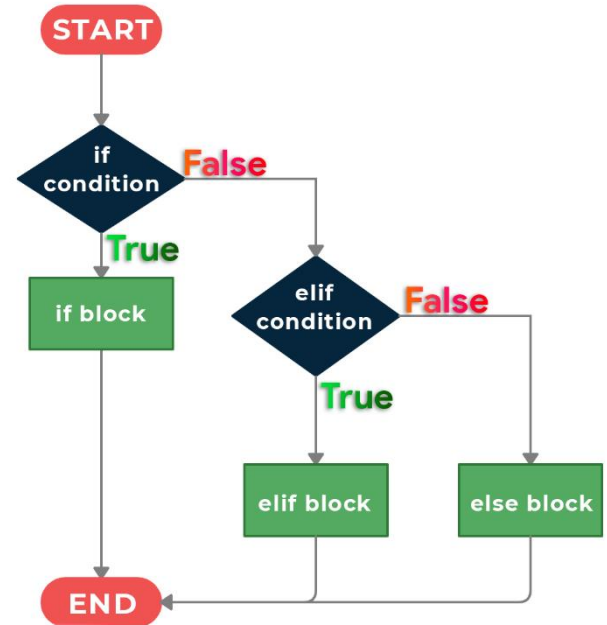 START
if
condition
False
True
if block
elif
condition
False
True
elif block
else block
END